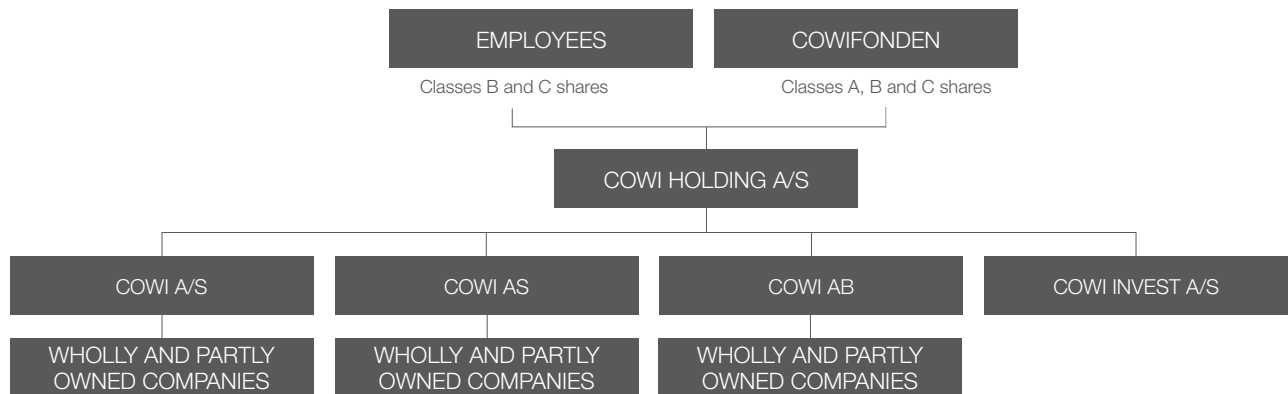 EMPLOYEES
COWIFONDEN
Classes B and C shares
Classes A, B and C shares
COWI HOLDING A/S
COWI A/S
COWI AS
COWI AB
COWI INVEST A/S
WHOLLY AND PARTLY
OWNED COMPANIES
WHOLLY AND PARTLY
OWNED COMPANIES
WHOLLY AND PARTLY
OWNED COMPANIES